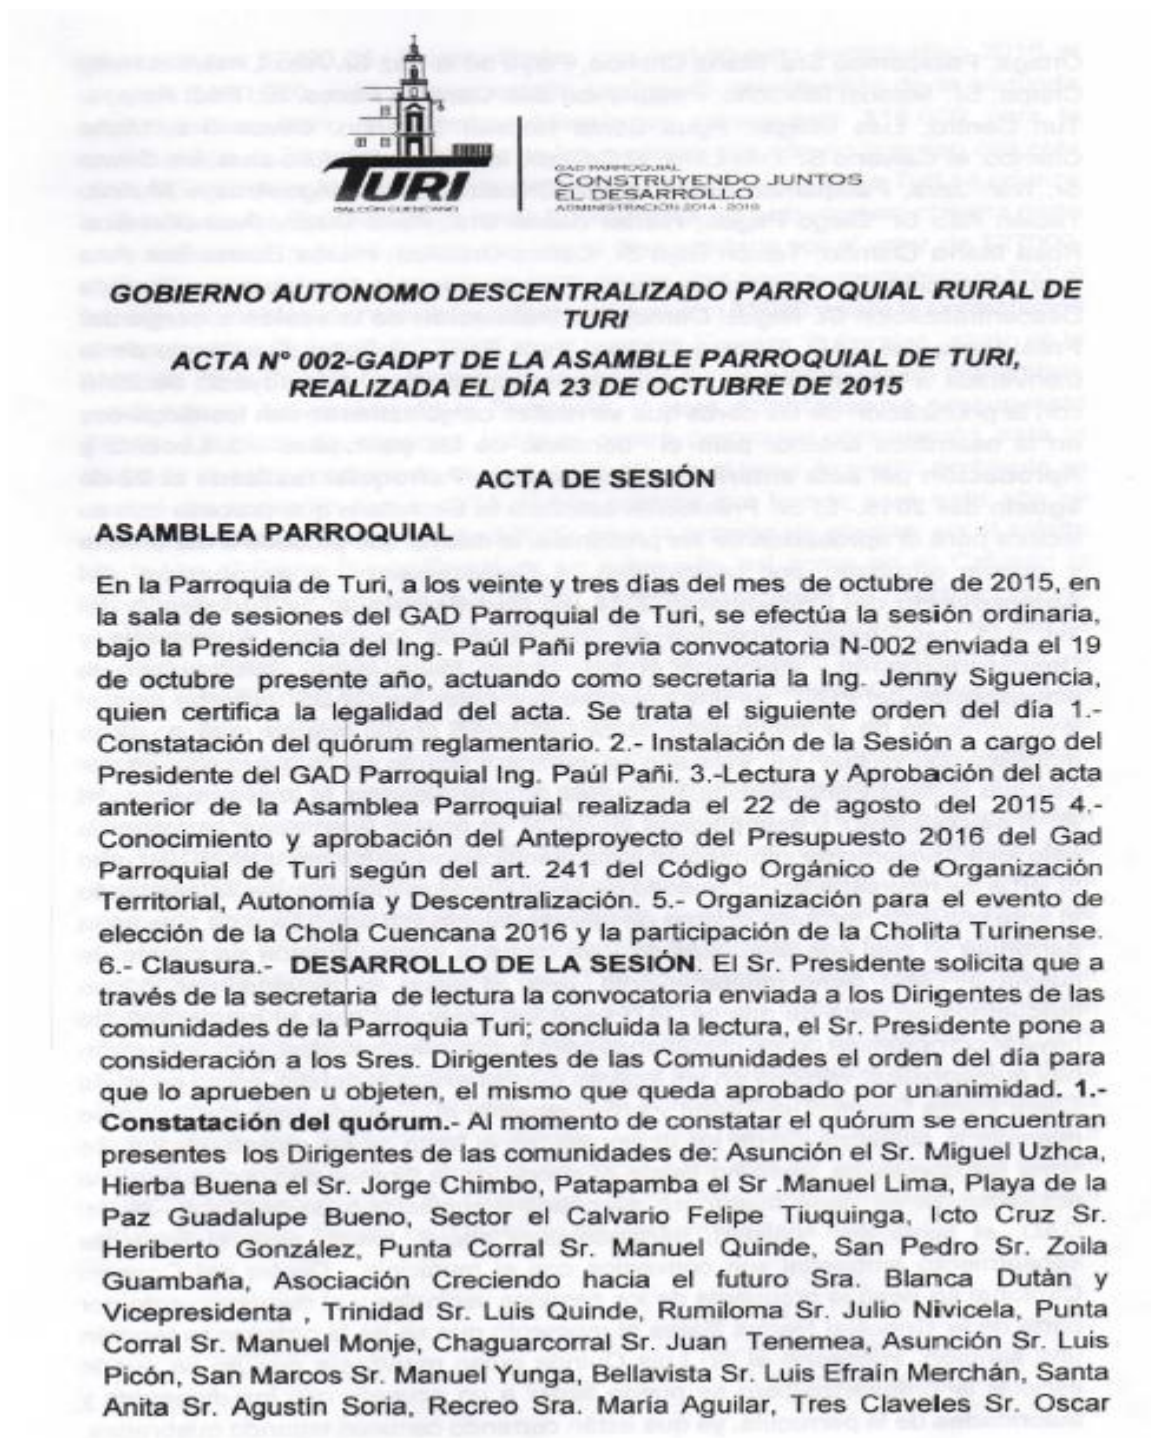 TURI
BALCÓN CUENCANO
GAD PARROQUIAL
CONSTRUYENDO JUNTOS
EL DESARROLLO
ADMINISTRACIÓN 2014 - 2019
GOBIERNO AUTONOMO DESCENTRALIZADO PARROQUIAL RURAL DE
TURI
ACTA N° 002-GADPT DE LA ASAMBLE PARROQUIAL DE TURI,
REALIZADA EL DÍA 23 DE OCTUBRE DE 2015
ACTA DE SESIÓN
ASAMBLEA PARROQUIAL
En la Parroquia de Turi, a los veinte y tres días del mes de octubre de 2015, en
la sala de sesiones del GAD Parroquial de Turi, se efectúa la sesión ordinaria,
bajo la Presidencia del Ing. Paúl Pañi previa convocatoria N-002 enviada el 19
de octubre presente año, actuando como secretaria la Ing. Jenny Siguencia,
quien certifica la legalidad del acta. Se trata el siguiente orden del día 1.-
Constatación del quórum reglamentario. 2.- Instalación de la Sesión a cargo del
Presidente del GAD Parroquial Ing. Paúl Pañi. 3.-Lectura y Aprobación del acta
anterior de la Asamblea Parroquial realizada el 22 de agosto del 2015 4.-
Conocimiento y aprobación del Anteproyecto del Presupuesto 2016 del Gad
Parroquial de Turi según del art. 241 del Código Orgánico de Organización
Territorial, Autonomía y Descentralización. 5.- Organización para el evento de
elección de la Chola Cuencana 2016 y la participación de la Cholita Turinense.
6.- Clausura.- DESARROLLO DE LA SESIÓN. El Sr. Presidente solicita que a
través de la secretaria de lectura la convocatoria enviada a los Dirigentes de las
comunidades de la Parroquia Turi; concluida la lectura, el Sr. Presidente pone a
consideración a los Sres. Dirigentes de las Comunidades el orden del día para
que lo aprueben u objeten, el mismo que queda aprobado por unanimidad. 1.-
Constatación del quórum.- Al momento de constatar el quórum se encuentran
presentes los Dirigentes de las comunidades de: Asunción el Sr. Miguel Uzhca,
Hierba Buena el Sr. Jorge Chimbo, Patapamba el Sr .Manuel Lima, Playa de la
Paz Guadalupe Bueno, Sector el Calvario Felipe Tiuquinga, Icto Cruz Sr.
Heriberto González, Punta Corral Sr. Manuel Quinde, San Pedro Sr. Zoila
Guambaña, Asociación Creciendo hacia el futuro Sra. Blanca Dután y
Vicepresidenta , Trinidad Sr. Luis Quinde, Rumiloma Sr. Julio Nivicela, Punta
Corral Sr. Manuel Monje, Chaguarcorral Sr. Juan Tenemea, Asunción Sr. Luis
Picón, San Marcos Sr. Manuel Yunga, Bellavista Sr. Luis Efraín Merchán, Santa
Anita Sr. Agustín Soria, Recreo Sra. María Aguilar, Tres Claveles Sr. Oscar